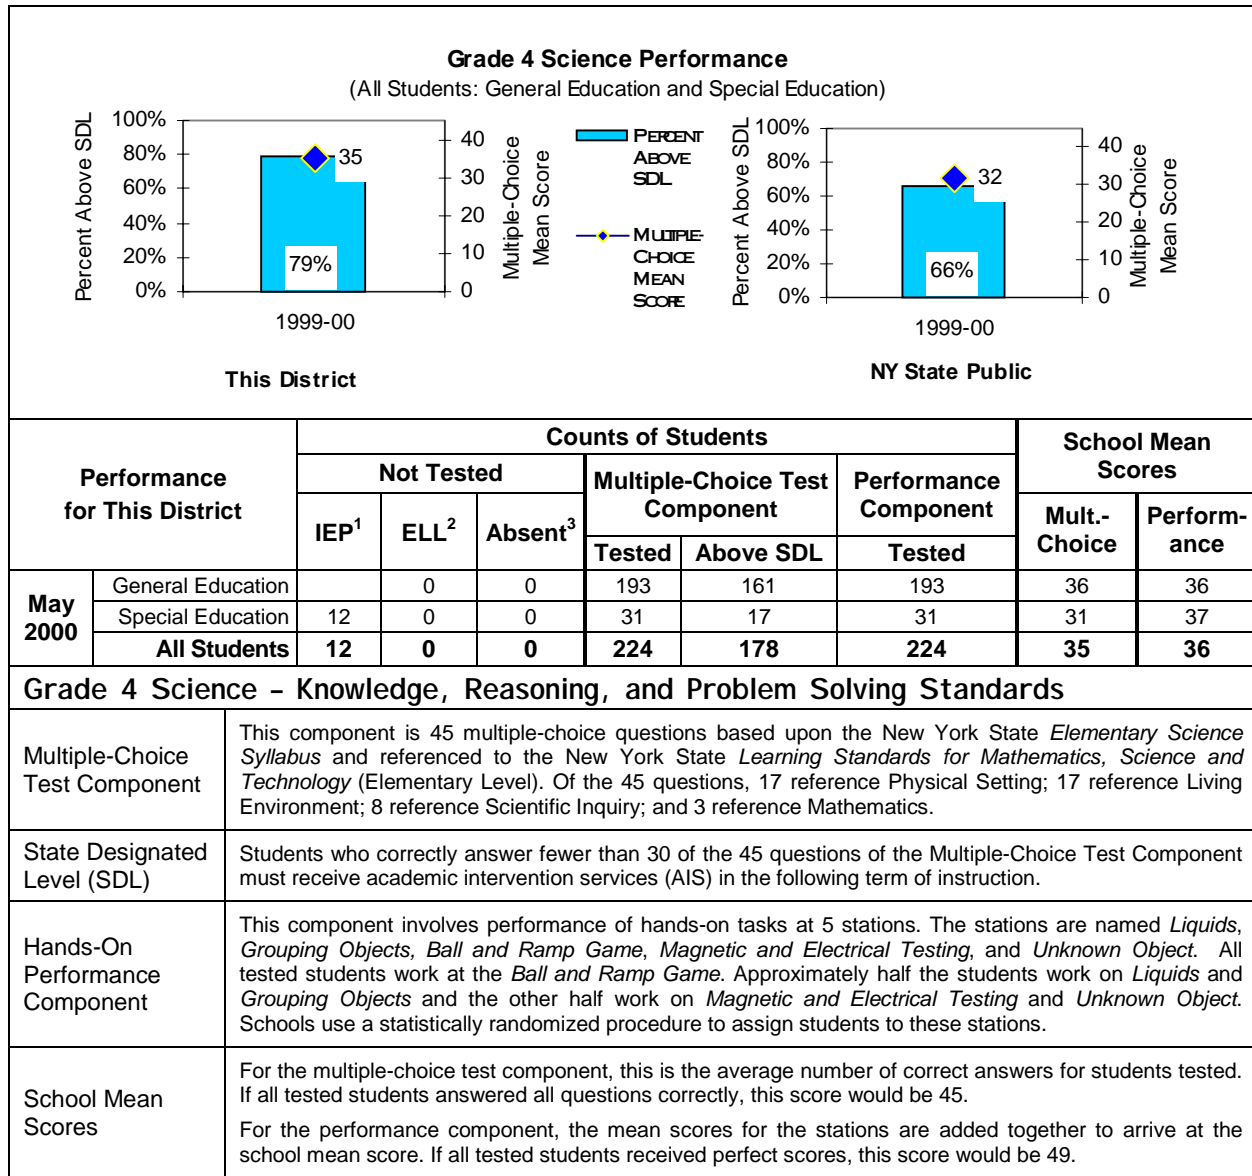 Grade 4 Science Performance
(All Students: General Education and Special Education)
Percent Above SDL
100%
80%
60%
40%
20%
0%
35
79%
40
30
20
10
0
Multiple-Choice
Mean Score
1999-00
This District
PERCENT
ABOVE
SDL
MULTIPLE-
CHOICE
MEAN
SCORE
Percent Above SDL
100%
80%
60%
40%
20%
0%
32
66%
40
30
20
10
0
Multiple-Choice
Mean Score
1999-00
NY State Public
Performance
for This District
Counts of Students
School Mean
Scores
Not Tested
Multiple-Choice Test
Component
Performance
Component
IEP1 ELL2 Absent3
Tested Above SDL Tested
Mult.-
Choice
Perform-
ance
May
2000
General Education 0 0 193 161 193 36 36
Special Education 12 0 0 31 17 31 31 37
All Students 12 0 0 224 178 224 35 36
Grade 4 Science – Knowledge, Reasoning, and Problem Solving Standards
Multiple-Choice
Test Component
This component is 45 multiple-choice questions based upon the New York State Elementary Science
Syllabus and referenced to the New York State Learning Standards for Mathematics, Science and
Technology (Elementary Level). Of the 45 questions, 17 reference Physical Setting; 17 reference Living
Environment; 8 reference Scientific Inquiry; and 3 reference Mathematics.
State Designated
Level (SDL)
Students who correctly answer fewer than 30 of the 45 questions of the Multiple-Choice Test Component
must receive academic intervention services (AIS) in the following term of instruction.
Hands-On
Performance
Component
This component involves performance of hands-on tasks at 5 stations. The stations are named Liquids,
Grouping Objects, Ball and Ramp Game, Magnetic and Electrical Testing, and Unknown Object. All
tested students work at the Ball and Ramp Game. Approximately half the students work on Liquids and
Grouping Objects and the other half work on Magnetic and Electrical Testing and Unknown Object.
Schools use a statistically randomized procedure to assign students to these stations.
School Mean
Scores
For the multiple-choice test component, this is the average number of correct answers for students tested.
If all tested students answered all questions correctly, this score would be 45.
For the performance component, the mean scores for the stations are added together to arrive at the
school mean score. If all tested students received perfect scores, this score would be 49.